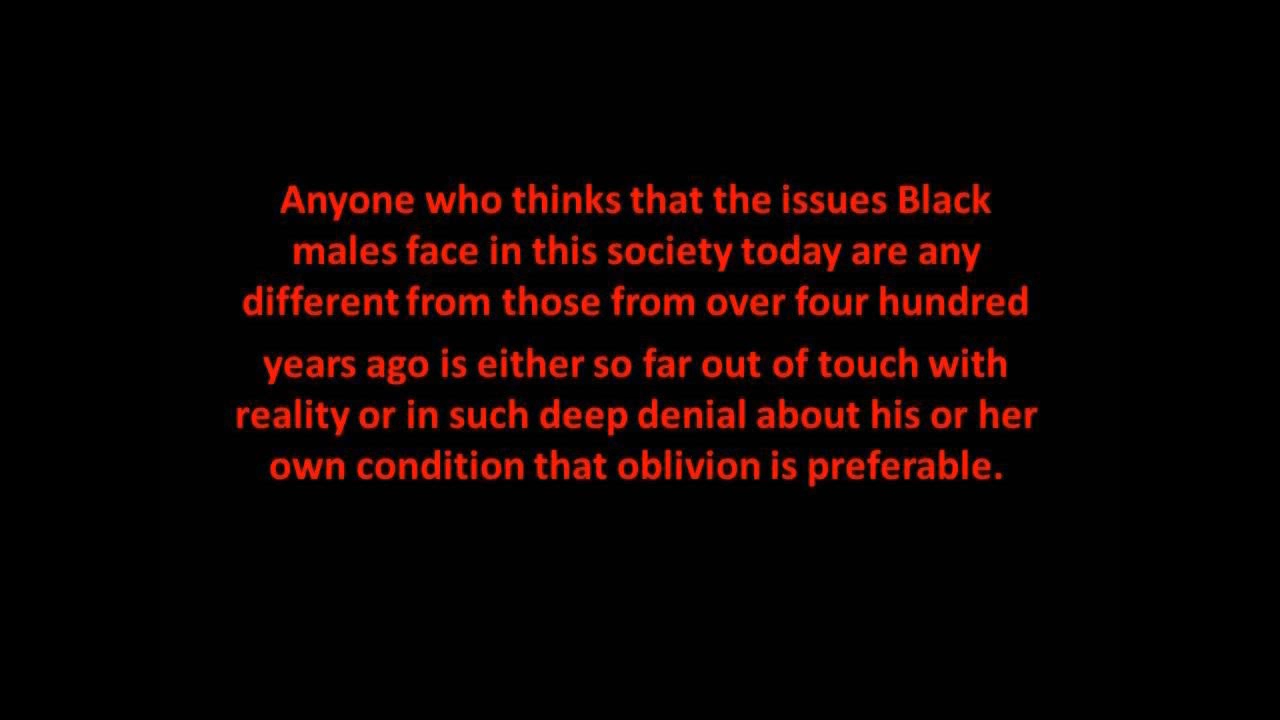 Anyone who thinks that the issues Black
males face in this society today are any
different from those from over four hundred
years ago is either so far out of touch with
reality or in such deep denial about his or her
own condition that oblivion is preferable.